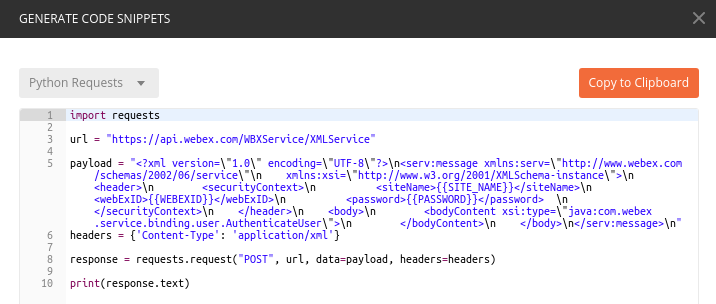 GENERATE CODE SNIPPETS
Python Requests
Copy to Clipboard
1 import requests
2
3 url = "https://api.webex.com/WBXService/XMLService"
4
5 payload = "<?xml version=\"1.0\" encoding=\"UTF-8\"?>\n<serv:message xmlns:serv=\"http://www.webex.com
/schemas/2002/06/service\"\n    xmlns:xsi=\"http://www.w3.org/2001/XMLSchema-instance\">\n
<header>\n        <securityContext>\n            <siteName>{{SITE_NAME}}</siteName>\n
<webExID>{{WEBEXID}}</webExID>\n            <password>{{PASSWORD}}</password>  \n
</securityContext>\n    </header>\n    <body>\n        <bodyContent xsi:type=\"java:com.webex
.service.binding.user.AuthenticateUser\">\n        </bodyContent>\n    </body>\n</serv:message>\n"
6 headers = {'Content-Type': 'application/xml'}
7
8 response = requests.request("POST", url, data=payload, headers=headers)
9
10 print(response.text)